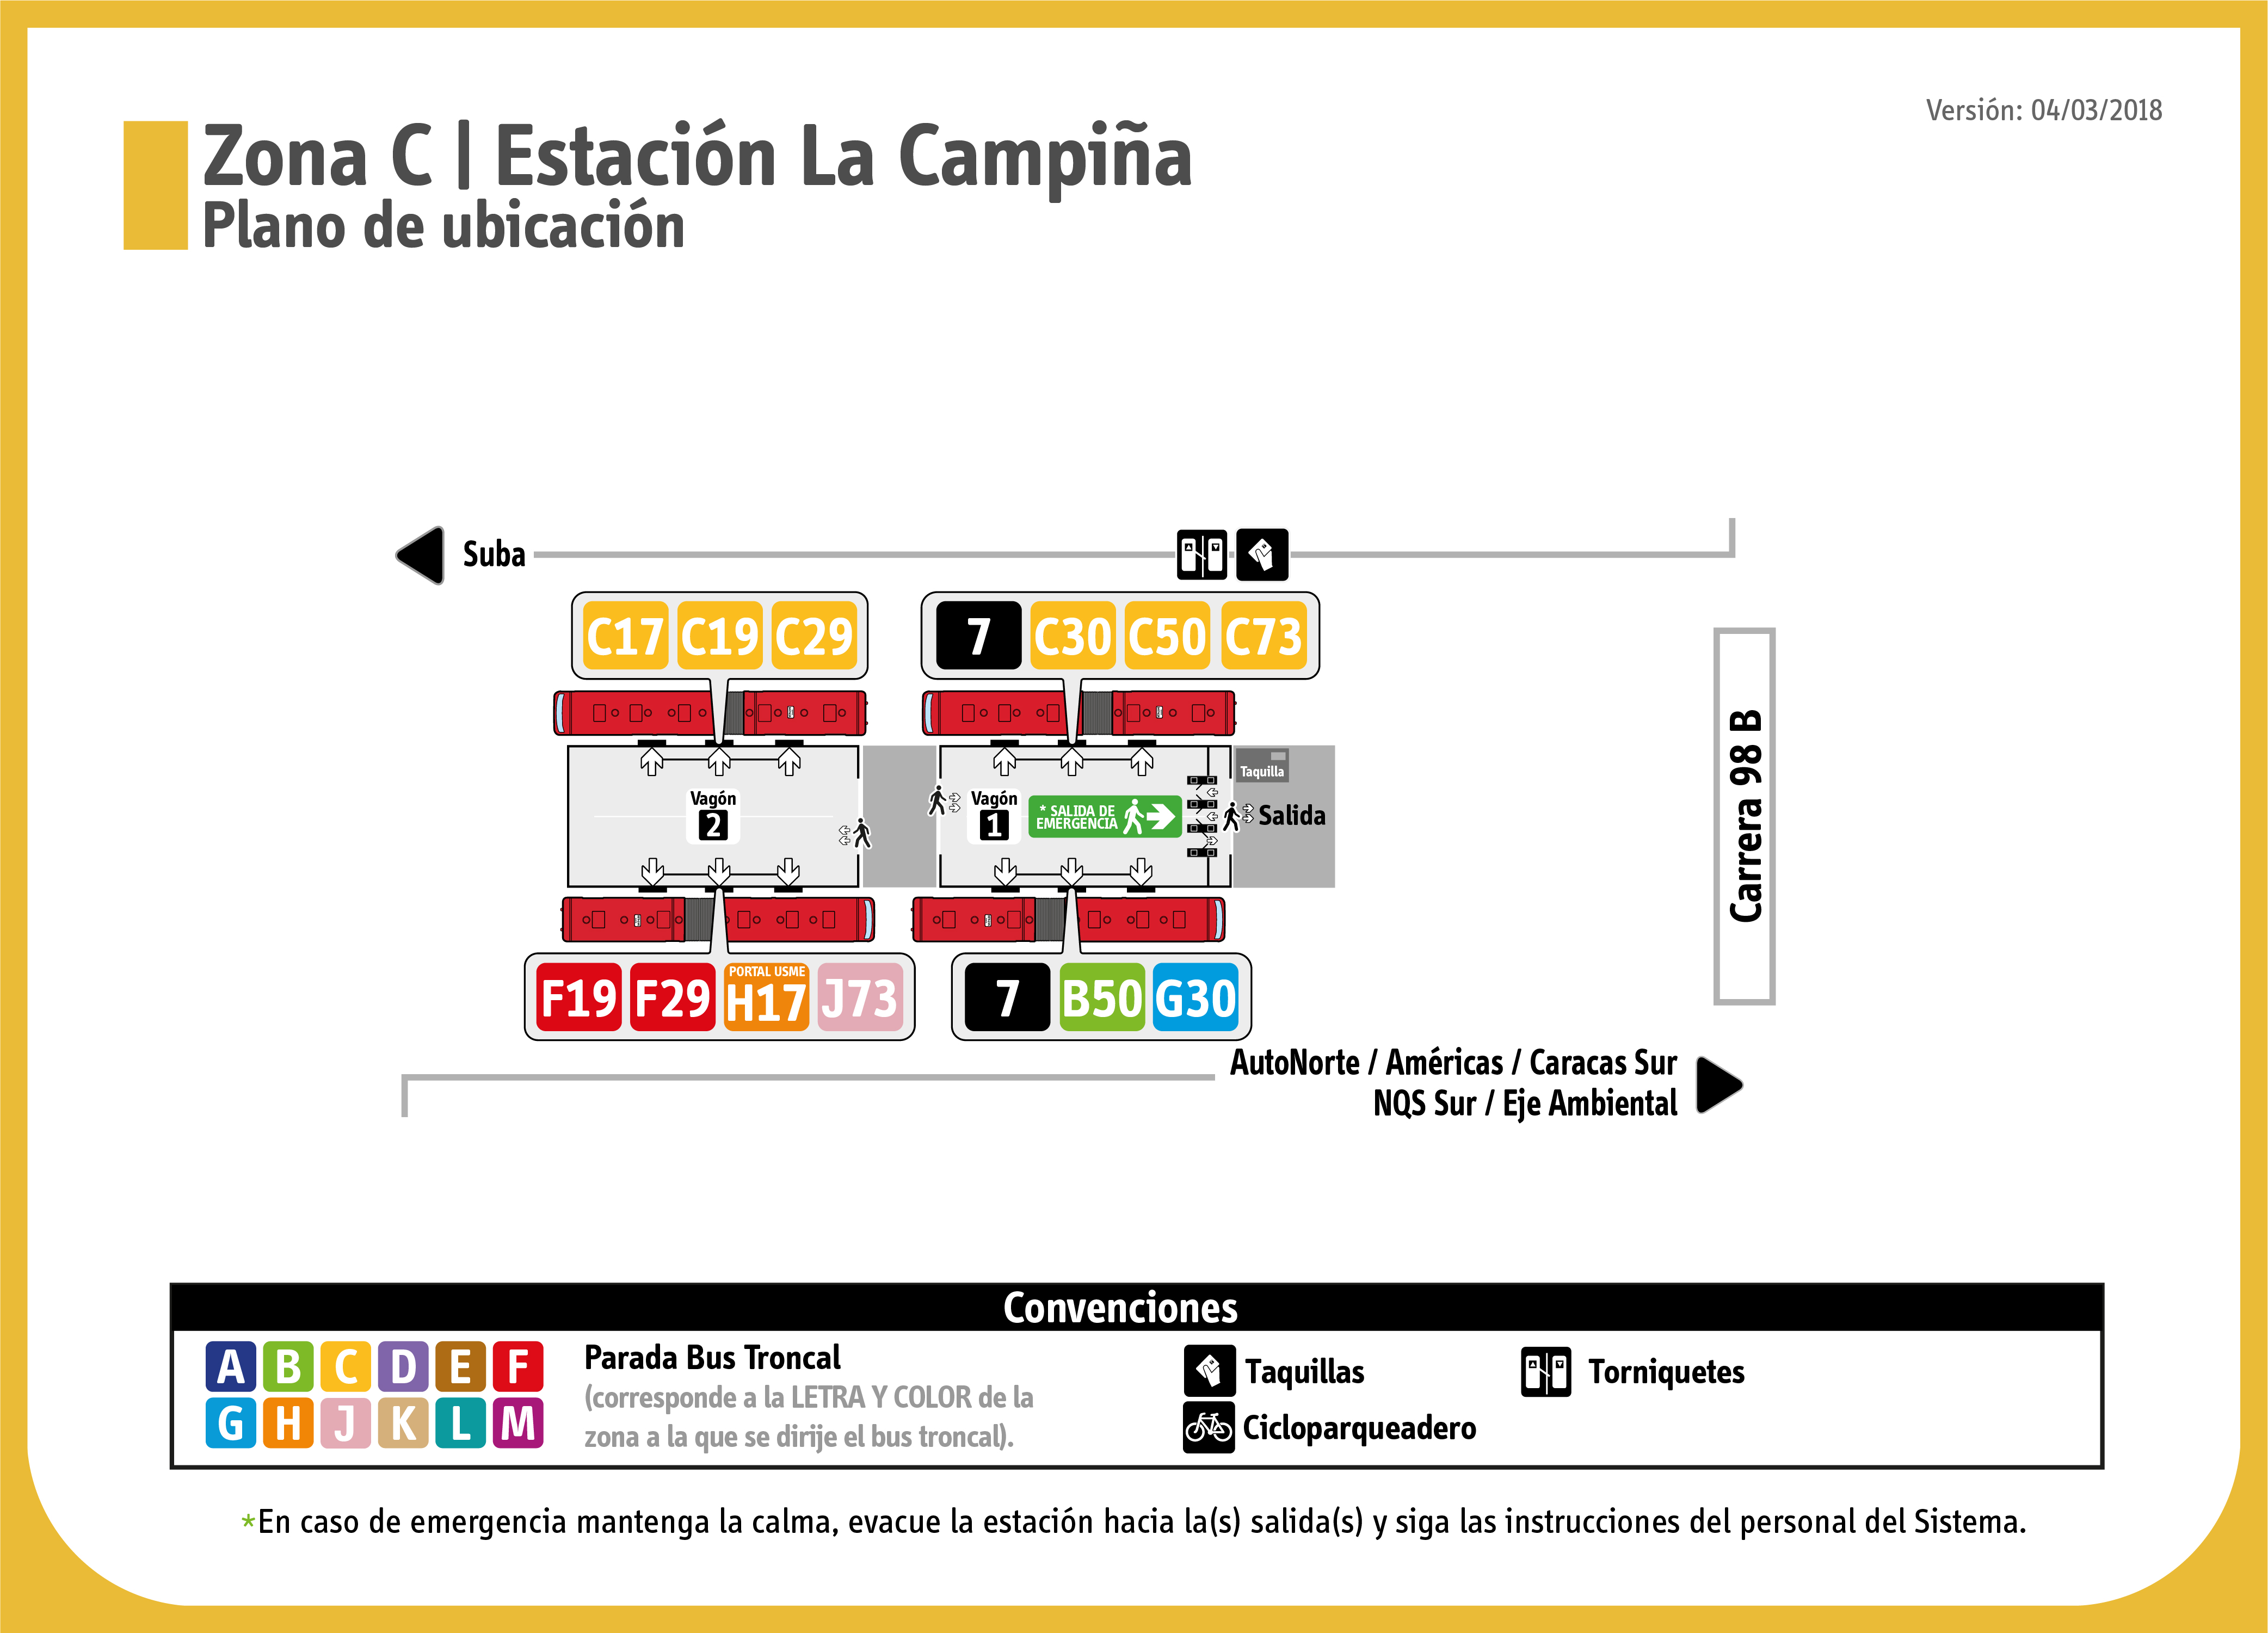 Versión: 04/03/2018
Zona C | Estación La Campiña
Plano de ubicación
Suba
C17 C19 C29
7 C30 C50 C73
Carrera 98 B
Taquilla
Vagón
2
Vagón
1
* SALIDA DE
EMERGENCIA
Salida
F19 F29 PORTAL USME H17 J73
7 B50 G30
AutoNorte / Américas / Caracas Sur
NQS Sur / Eje Ambiental
Convenciones
A B C D E F
G H J K L M
Parada Bus Troncal
(corresponde a la LETRA Y COLOR de la
zona a la que se dirije el bus troncal).
Taquillas
Cicloparqueadero
Torniquetes
*En caso de emergencia mantenga la calma, evacue la estación hacia la(s) salida(s) y siga las instrucciones del personal del Sistema.